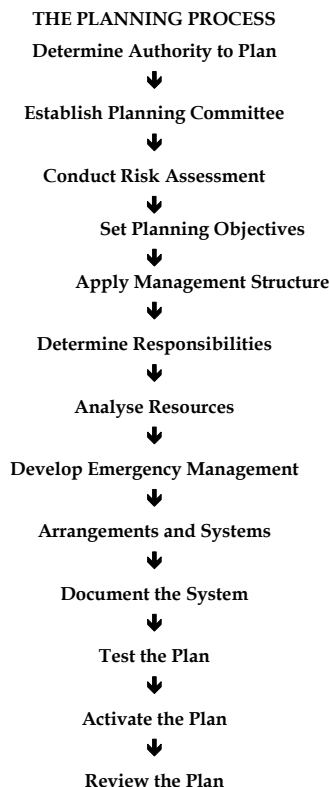 THE PLANNING PROCESS
Determine Authority to Plan
Establish Planning Committee
Conduct Risk Assessment
Set Planning Objectives
Apply Management Structure
Determine Responsibilities
Analyse Resources
Develop Emergency Management
Arrangements and Systems
Document the System
Test the Plan
Activate the Plan
Review the Plan